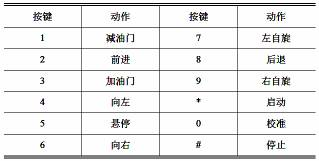 按键 动作 按键 动作
1 减油门 7 左自旋
2 前进 8 后退
3 加油门 9 右自旋
4 向左 * 启动
5 悬停 0 校准
6 向右 # 停止